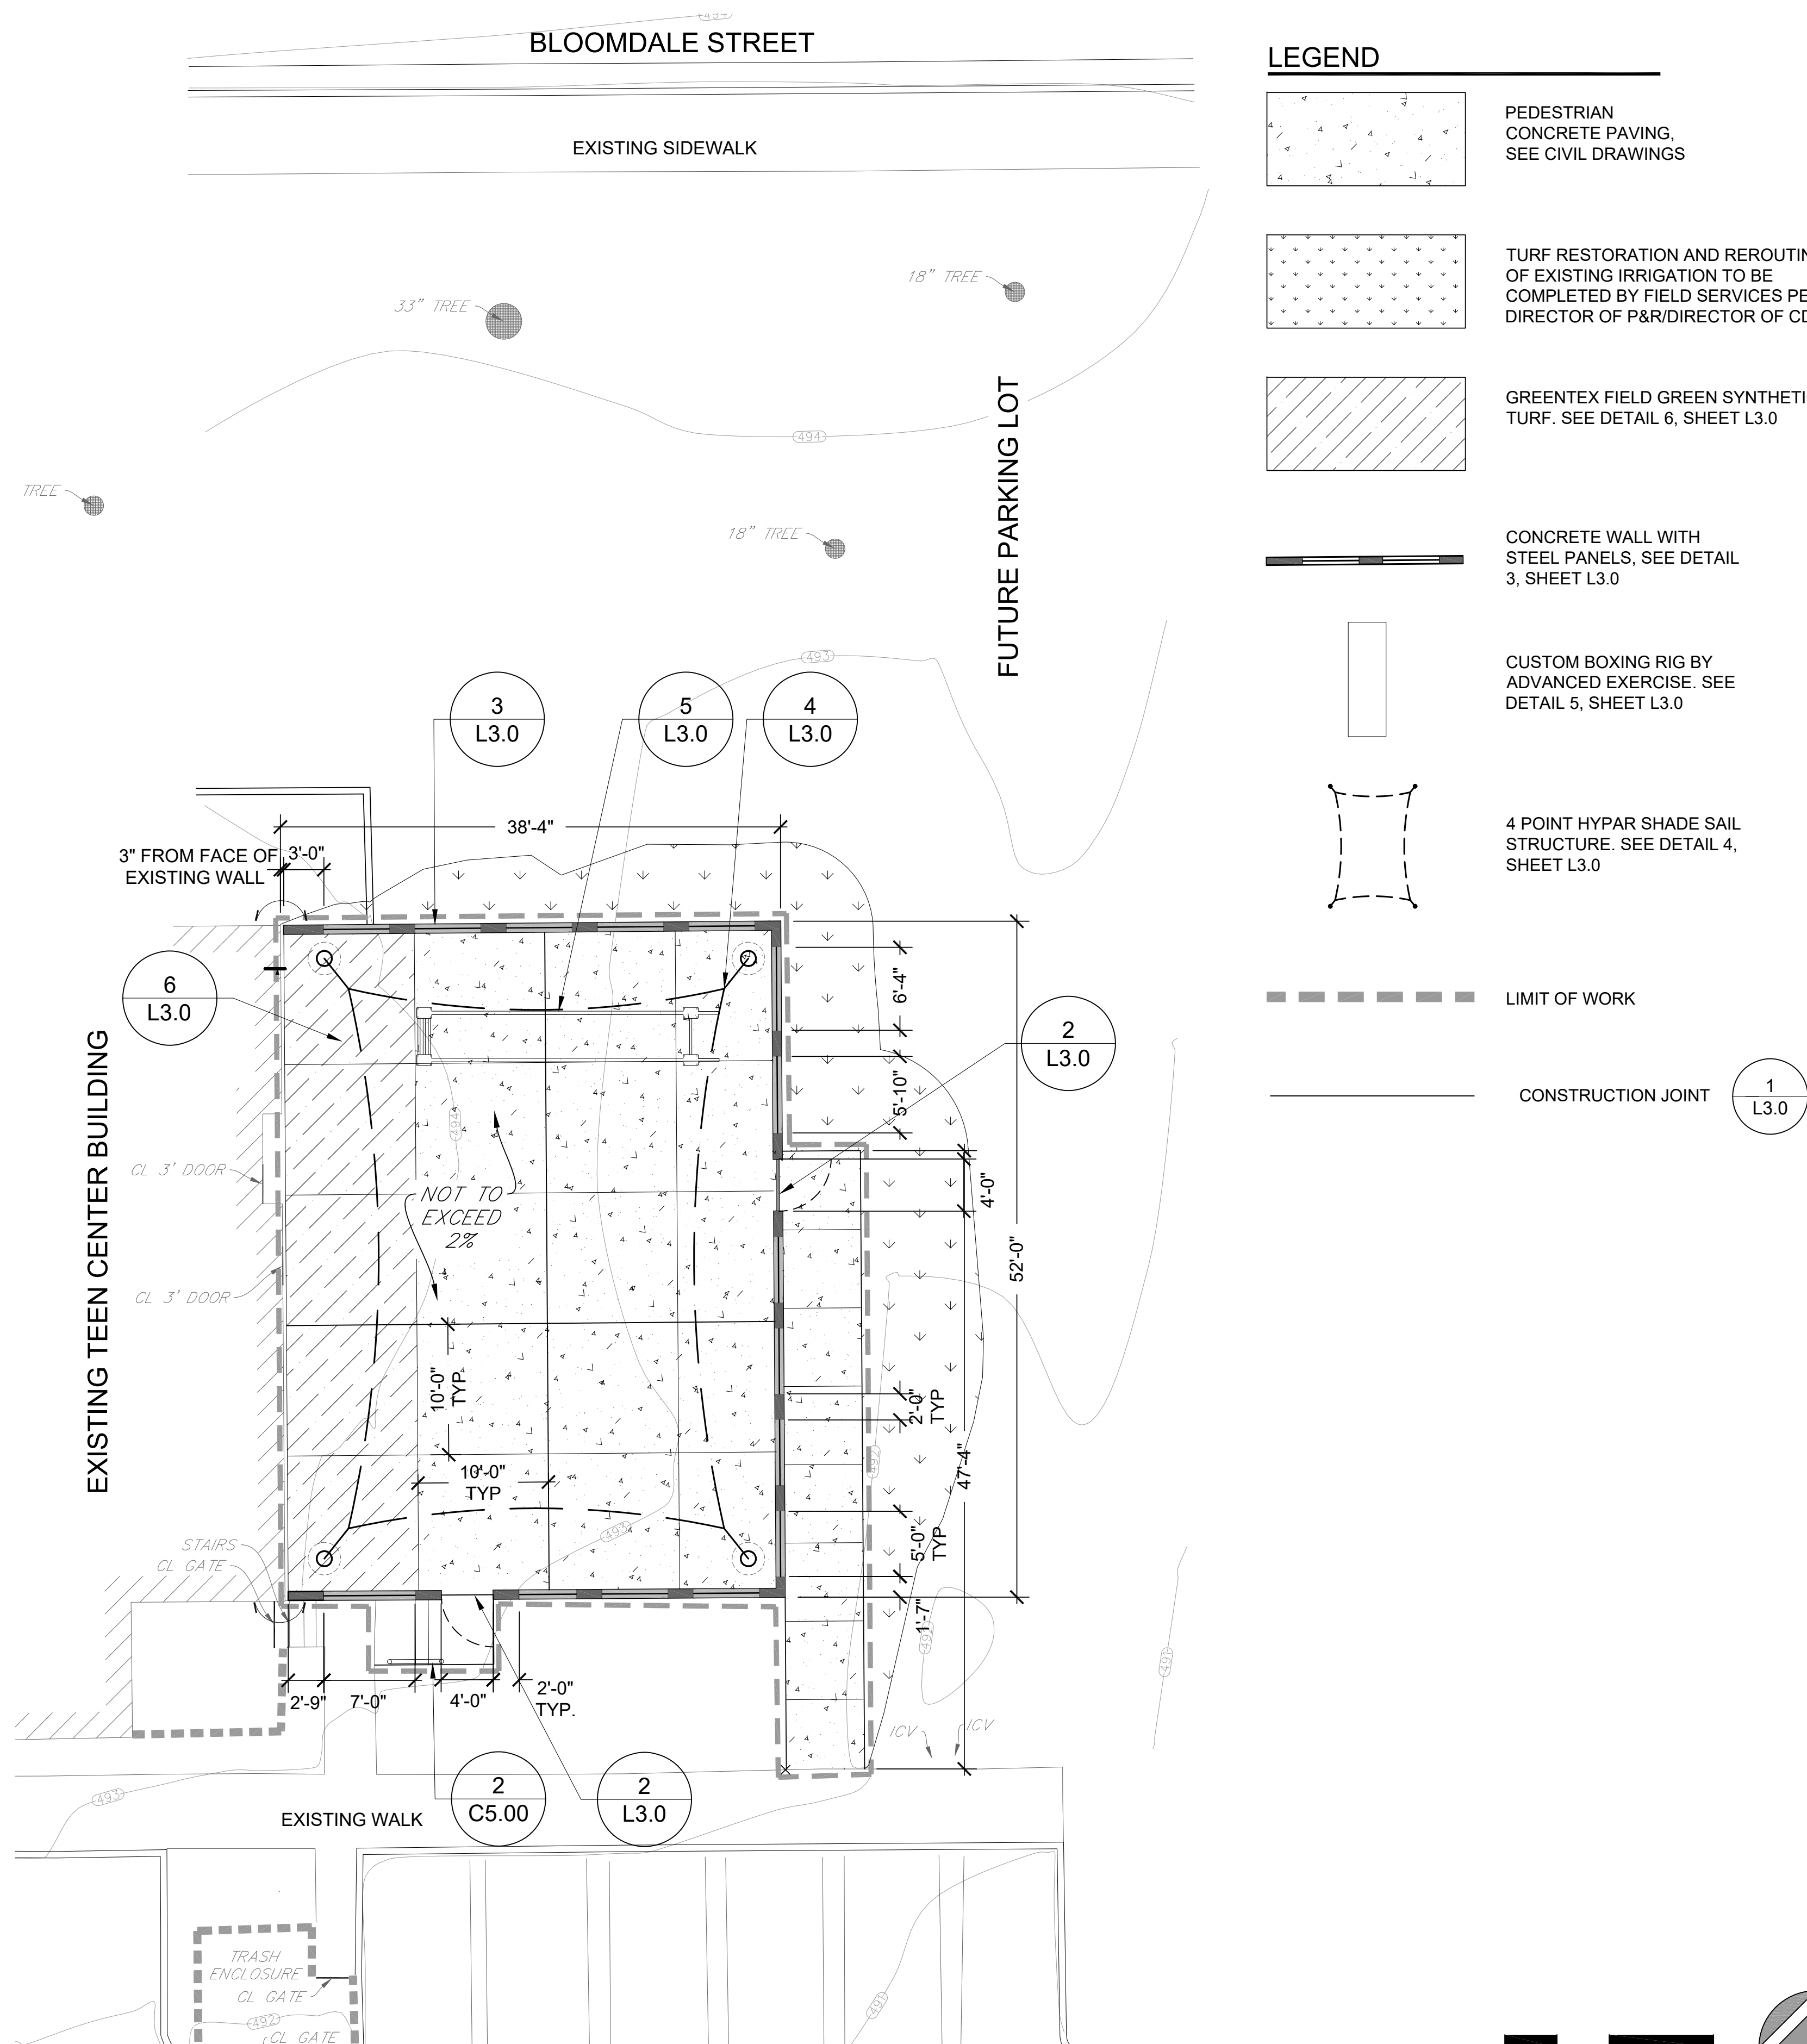 494
BLOOMDALE STREET
EXISTING SIDEWALK
33" TREE
18" TREE
494
TREE
18" TREE
FUTURE PARKING LOT
493
3
L3.0
5
L3.0
4
L3.0
38'-4"
3" FROM FACE OF
EXISTING WALL
3'-0"
6
L3.0
6'-4"
2
L3.0
5'-10"
494
EXISTING TEEN CENTER BUILDING
CL 3' DOOR
NOT TO
EXCEED
2%
4'-0"
52'-0"
CL 3' DOOR
10'-0"
TYP.
2'-0"
TYP
47'-4"
492
10'-0"
TYP
493
5'-0"
TYP
STAIRS
CL GATE
1'-7"
492
491
2'-9"
7'-0"
4'-0"
2'-0"
TYP.
ICV
ICV
2
C5.00
2
L3.0
493
EXISTING WALK
TRASH
ENCLOSURE
CL GATE
492
CL GATE
491
LEGEND
PEDESTRIAN
CONCRETE PAVING,
SEE CIVIL DRAWINGS
TURF RESTORATION AND REROUTIN
OF EXISTING IRRIGATION TO BE
COMPLETED BY FIELD SERVICES PE
DIRECTOR OF P&R/DIRECTOR OF CD
GREENTEX FIELD GREEN SYNTHETI
TURF. SEE DETAIL 6, SHEET L3.0
CONCRETE WALL WITH
STEEL PANELS, SEE DETAIL
3, SHEET L3.0
CUSTOM BOXING RIG BY
ADVANCED EXERCISE. SEE
DETAIL 5, SHEET L3.0
4 POINT HYPAR SHADE SAIL
STRUCTURE. SEE DETAIL 4,
SHEET L3.0
LIMIT OF WORK
CONSTRUCTION JOINT
1
L3.0